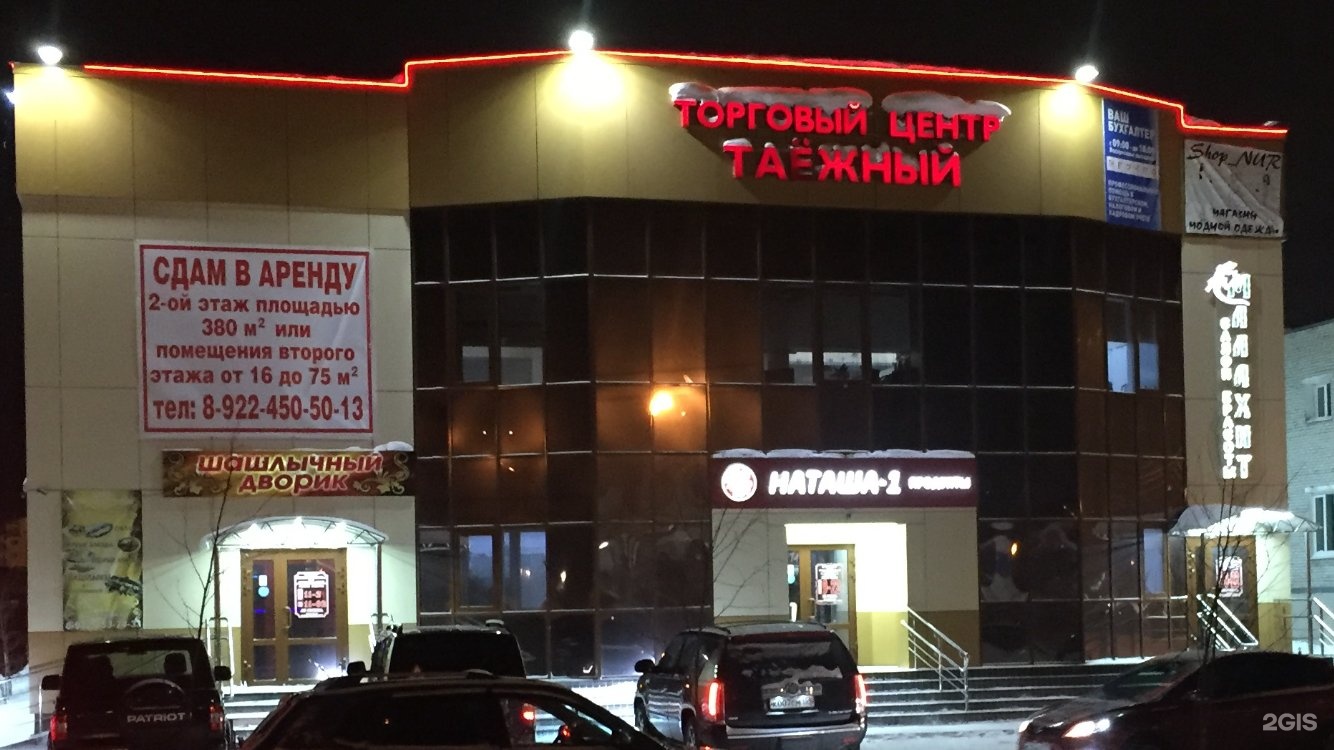 ТОРГОВЫЙ ЦЕНТР
ТАЁЖНЫЙ
ВАШ
БУХГАЛТЕР
Shop_NUR
МАГАЗИН
МОДНОЙ ОДЕЖДЫ
СДАМ В АРЕНДУ
2-ой этаж площадью
380 м² или
помещения второго
этажа от 16 до 75 м²
тел: 8-922-450-50-13
МАЛАХИТ
САЛОН КРАСОТЫ
ШАШЛЫЧНЫЙ
ДВОРИК
НАТАША-1 ПРОДУКТЫ
PATRIOT
2GIS